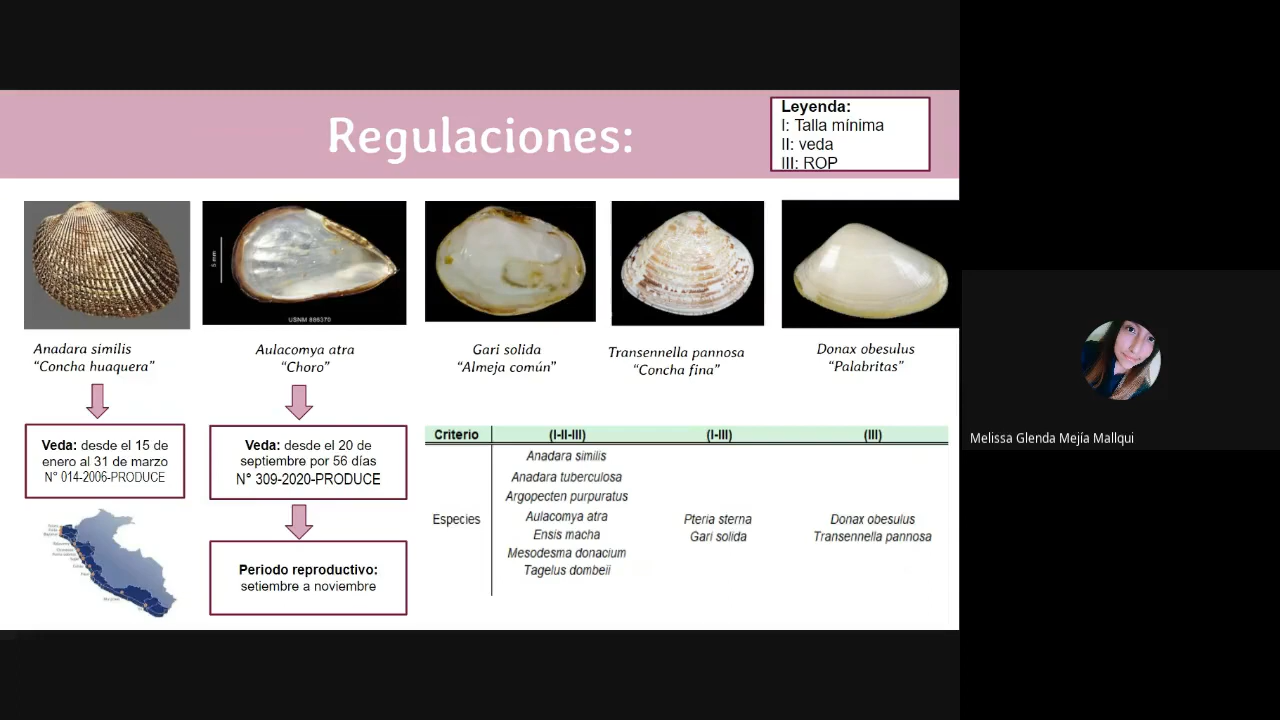 Regulaciones:
Leyenda:
I: Talla mínima
II: veda
III: ROP
5 mm
USNM 886370
Anadara similis
“Concha huaquera”
Aulacomya atra
“Choro”
Gari solida
“Almeja común”
Transennella pannosa
“Concha fina”
Donax obesulus
“Palabritas”
Veda: desde el 15 de
enero al 31 de marzo
N° 014-2006-PRODUCE
Veda: desde el 20 de
septiembre por 56 días
N° 309-2020-PRODUCE
Periodo reproductivo:
setiembre a noviembre
Criterio (I-II-III) (I-III) (III)
Anadara similis
Anadara tuberculosa
Argopecten purpuratus
Especies Aulacomya atra Pteria sterna Donax obesulus
Ensis macha Gari solida Transennella pannosa
Mesodesma donacium
Tagelus dombeii
Melissa Glenda Mejía Mallqui